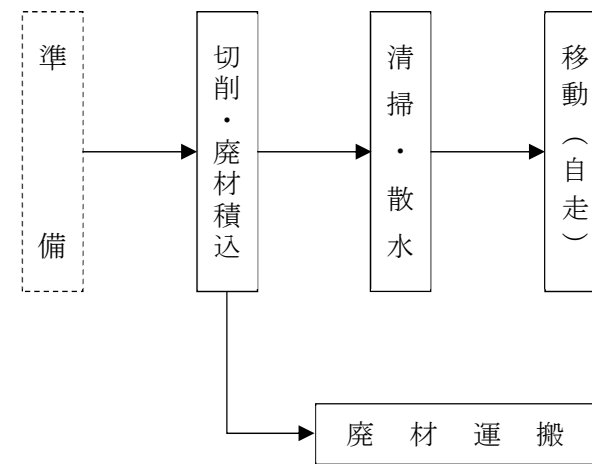 準備
切削・廃材積込
清掃・散水
移動（自走）
廃材運搬